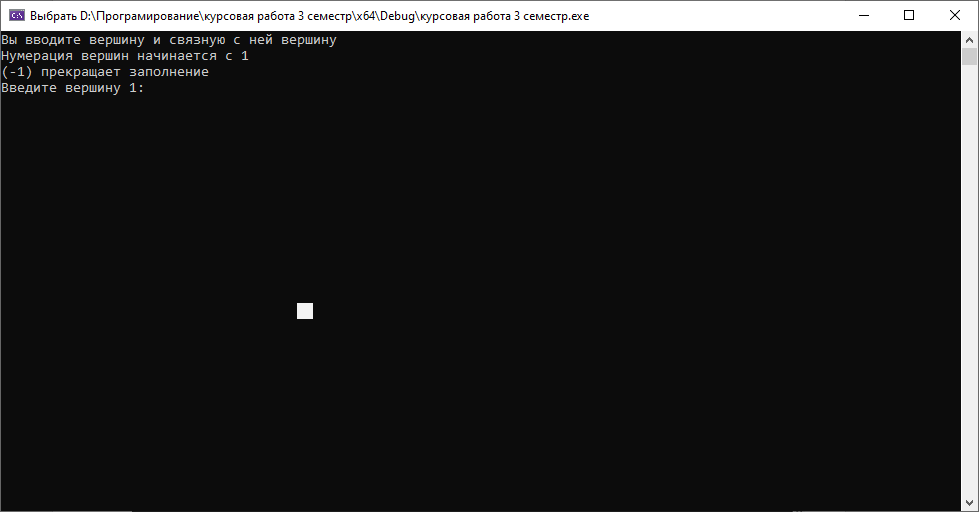 Выбрать D:\Програмирование\курсовая работа 3 семестр\x64\Debug\курсовая работа 3 семестр.exe
Вы вводите вершину и связную с ней вершину
Нумерация вершин начинается с 1
(-1) прекращает заполнение
Введите вершину 1: